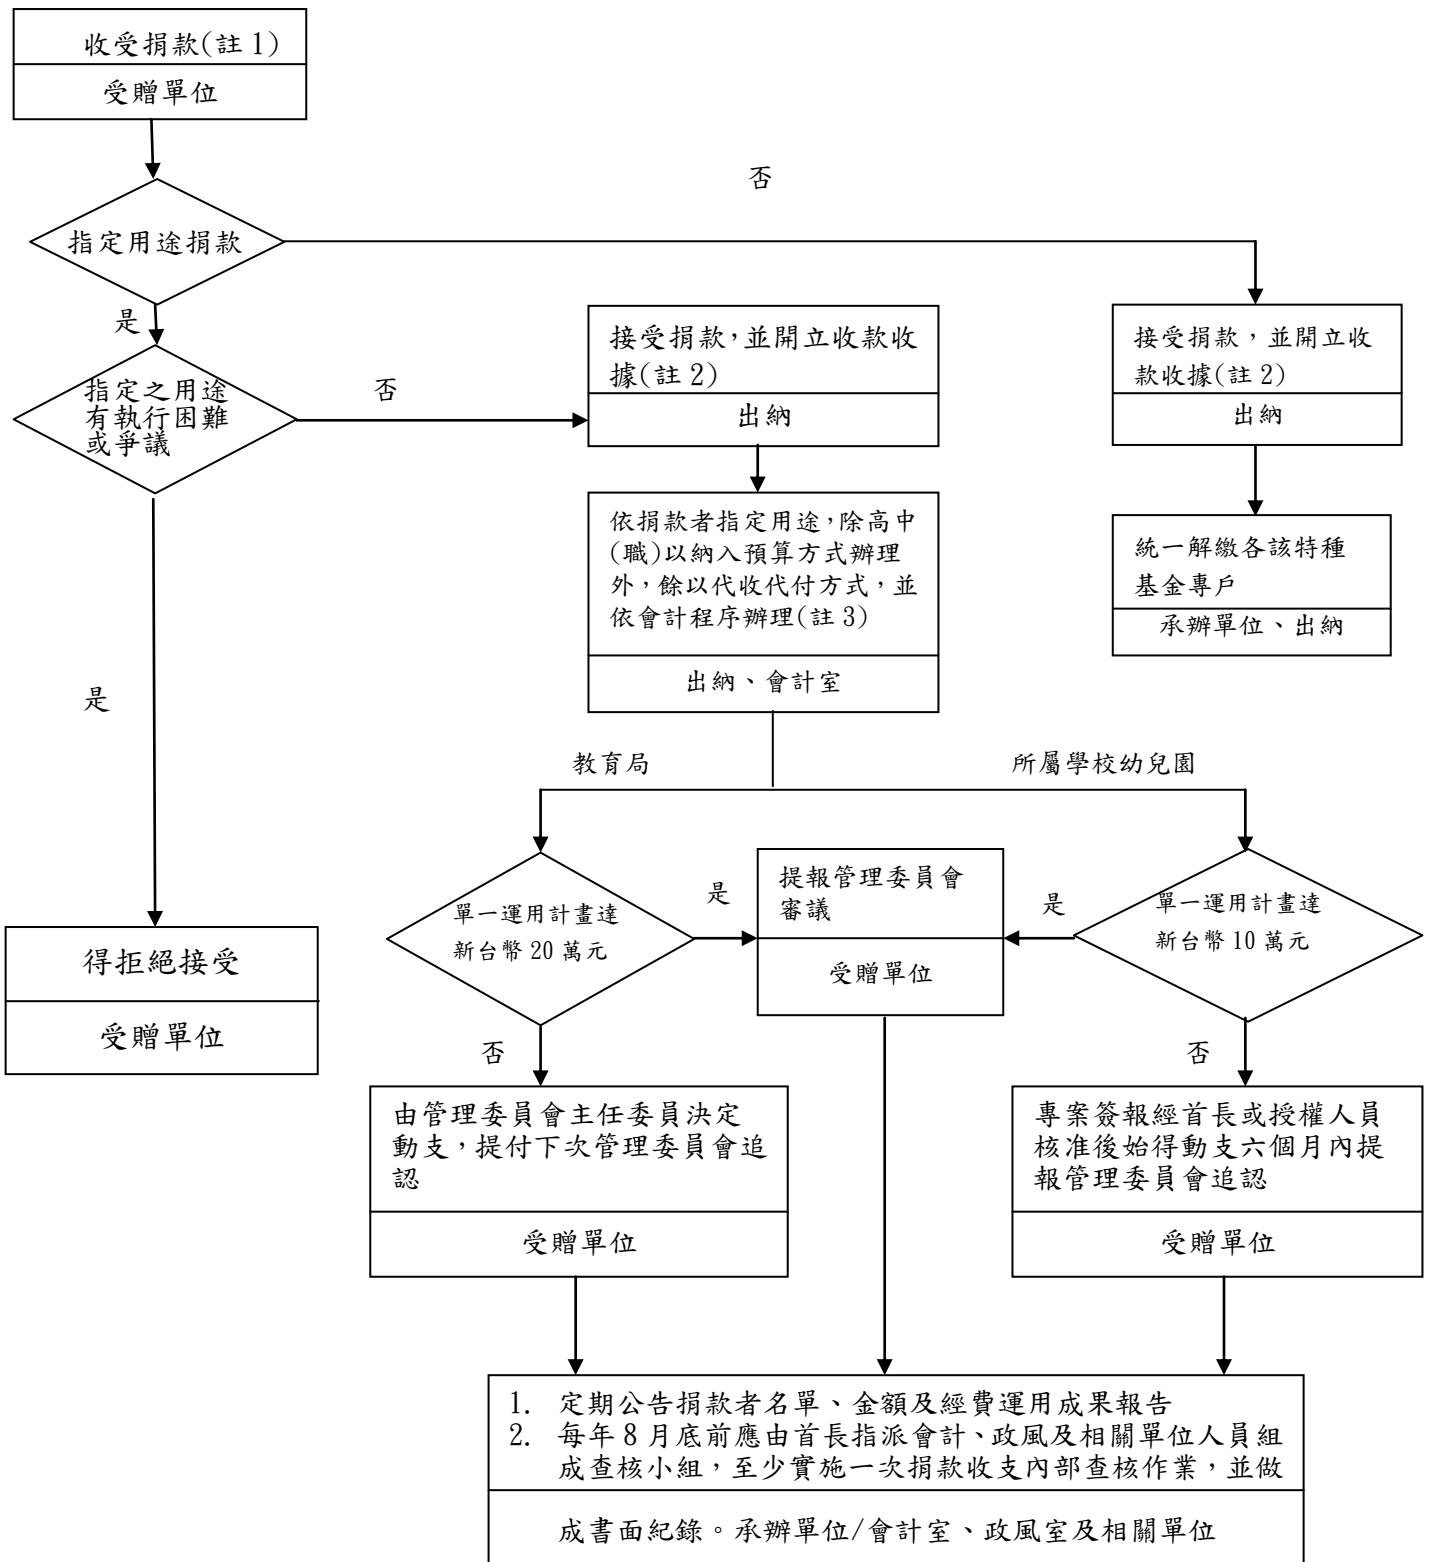 收受捐款(註1)
受贈單位
否
指定用途捐款
是
指定之用途
有執行困難
或爭議
否
接受捐款,並開立收款收
據(註2)
出納
接受捐款，並開立收
款收據(註2)
出納
依捐款者指定用途,除高中
(職)以納入預算方式辦理
外，餘以代收代付方式，並
依會計程序辦理(註3)
出納、會計室
統一解繳各該特種
基金專戶
承辦單位、出納
是
教育局
所屬學校幼兒園
單一運用計畫達
新台幣20萬元
是
提報管理委員會
審議
受贈單位
是
單一運用計畫達
新台幣10萬元
得拒絕接受
受贈單位
否
否
由管理委員會主任委員決定
動支，提付下次管理委員會追
認
受贈單位
專案簽報經首長或授權人員
核准後始得動支六個月內提
報管理委員會追認
受贈單位
1. 定期公告捐款者名單、金額及經費運用成果報告
2. 每年8月底前應由首長指派會計、政風及相關單位人員組
成查核小組，至少實施一次捐款收支內部查核作業，並做
成書面紀錄。承辦單位/會計室、政風室及相關單位